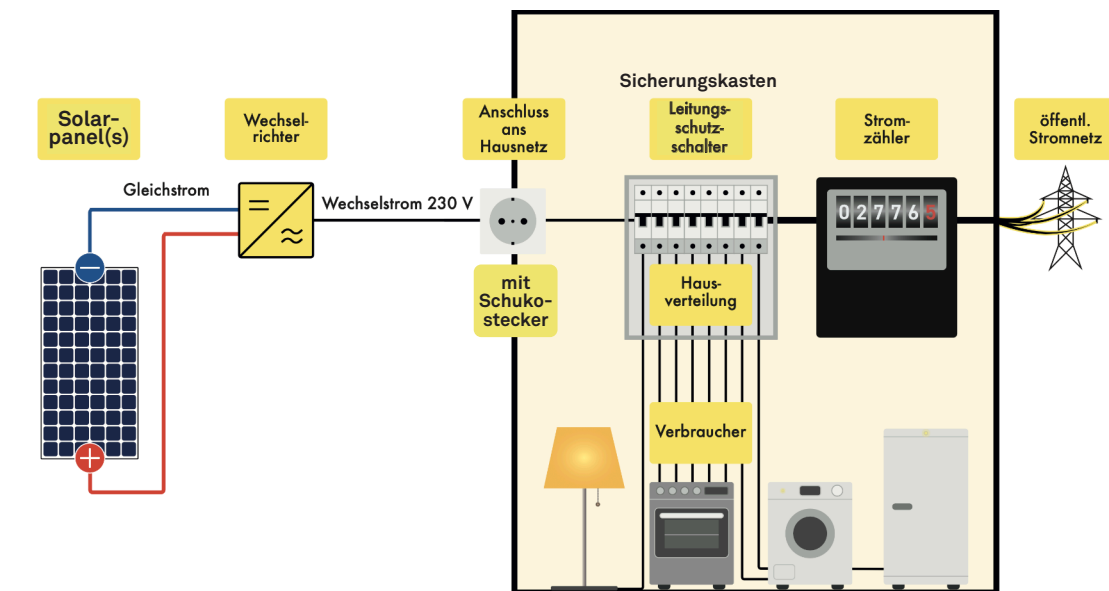 Sicherungskasten
Solar-
panel(s)
Wechsel-
richter
Anschluss
ans
Hausnetz
Leitungs-
schutz-
schalter
Strom-
zähler
öffentl.
Stromnetz
Gleichstrom
Wechselstrom 230 V
027765
mit
Schuko-
stecker
Haus-
verteilung
Verbraucher